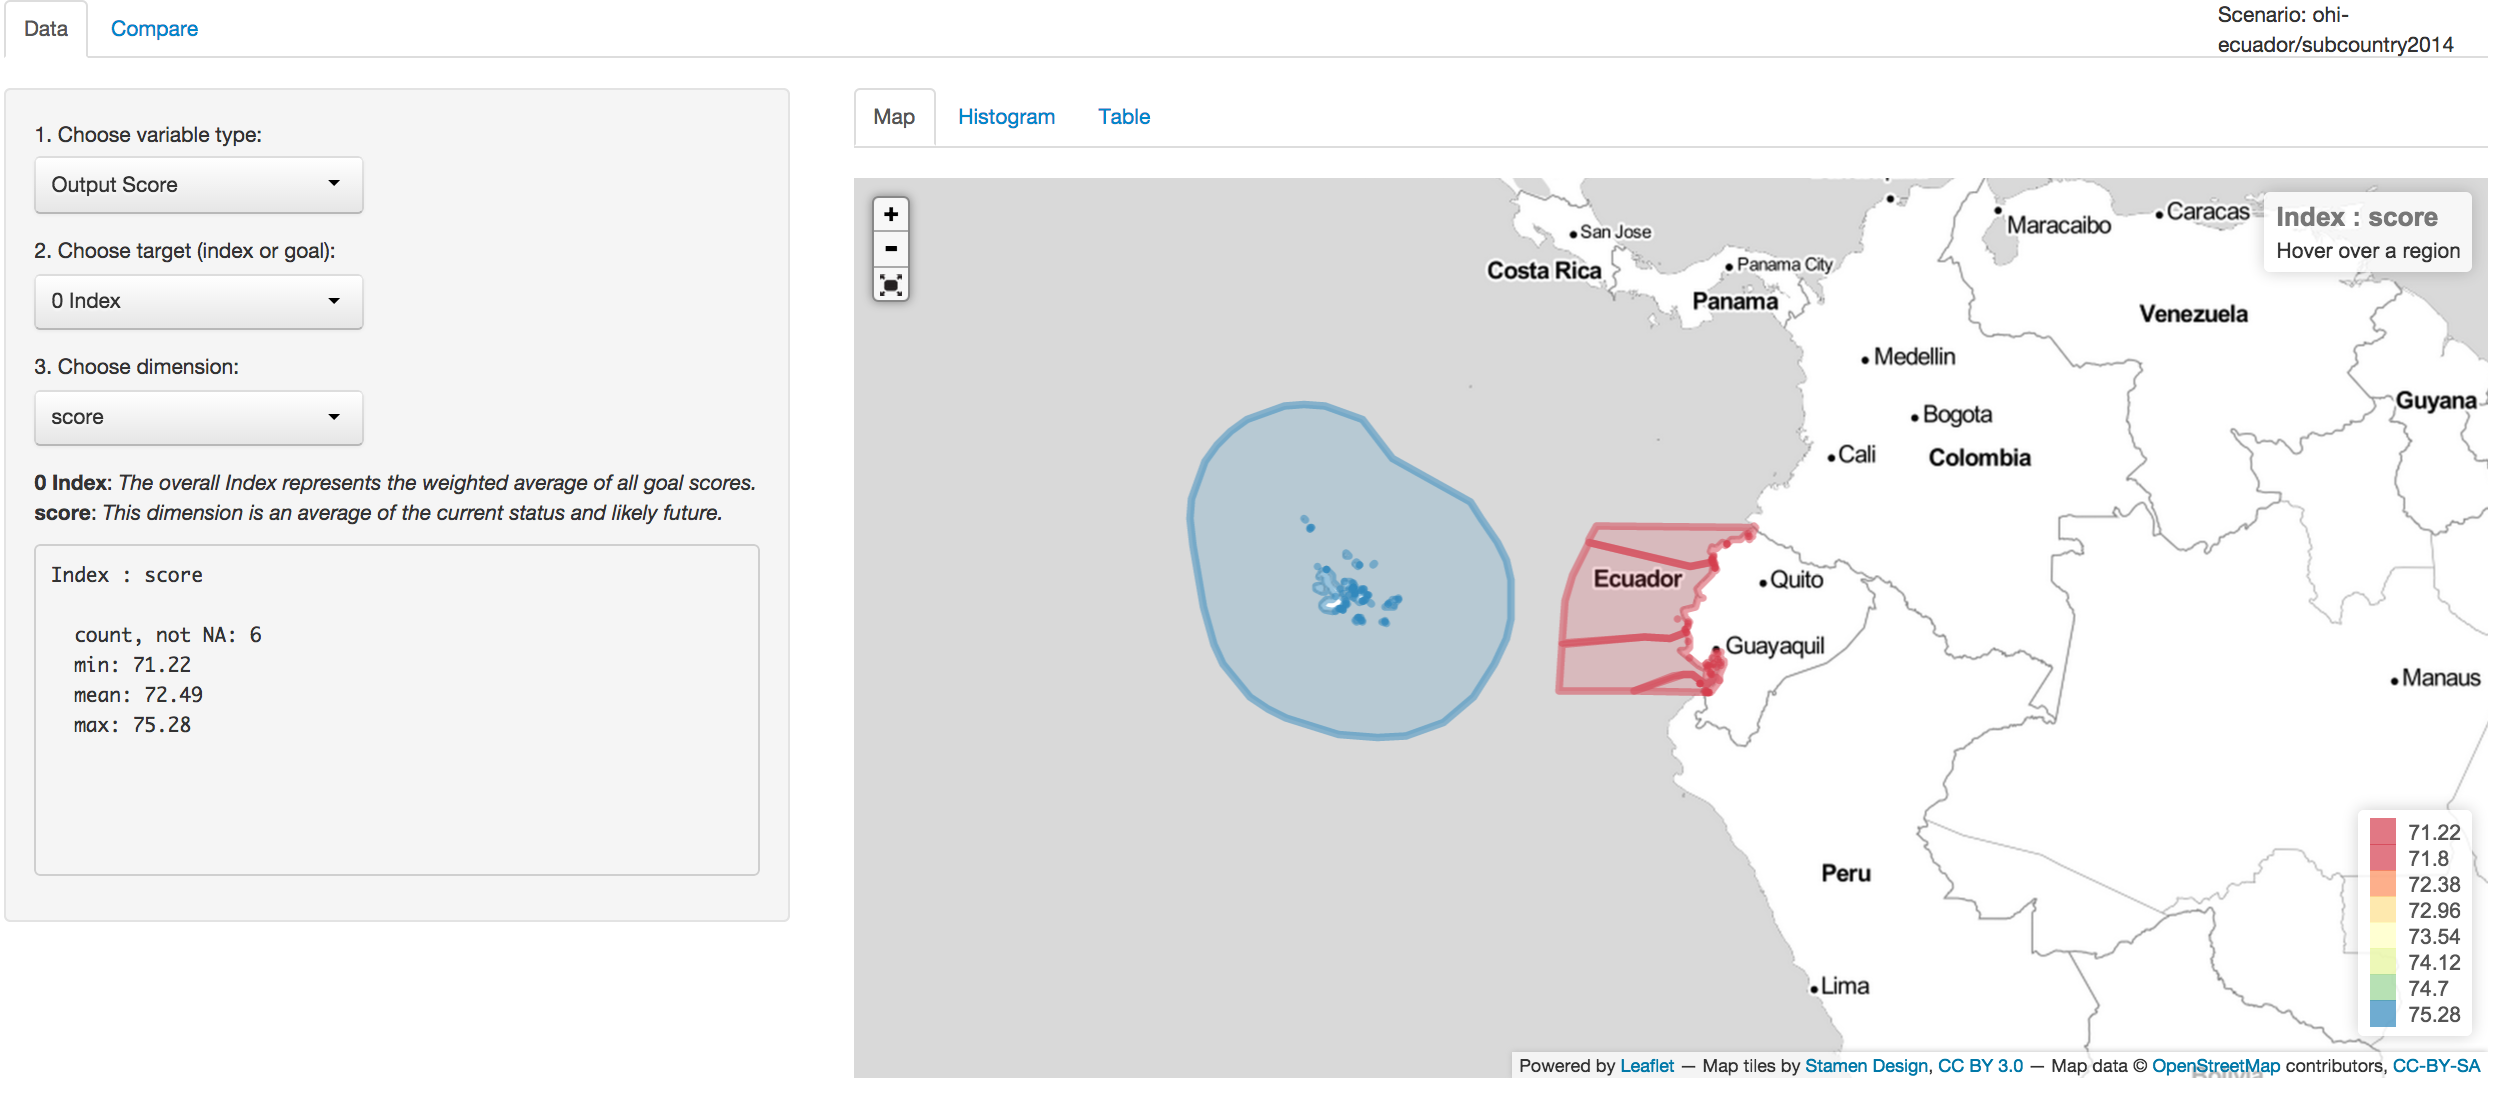 Data
Compare
Scenario: ohi-
ecuador/subcountry2014
1. Choose variable type:
Output Score
2. Choose target (index or goal):
0 Index
3. Choose dimension:
score
0 Index: The overall Index represents the weighted average of all goal scores.
score: This dimension is an average of the current status and likely future.
Index : score
count, not NA: 6
min: 71.22
mean: 72.49
max: 75.28
Map
Histogram
Table
+
-
Index : score
Hover over a region
San Jose
Costa Rica
Panama City
Panama
Maracaibo
Caracas
Venezuela
Medellin
Bogota
Guyana
Cali
Colombia
Ecuador
Quito
Guayaquil
Manaus
Peru
Lima
Bolivia
71.22
71.8
72.38
72.96
73.54
74.12
74.7
75.28
Powered by Leaflet — Map tiles by Stamen Design, CC BY 3.0 — Map data © OpenStreetMap contributors, CC-BY-SA